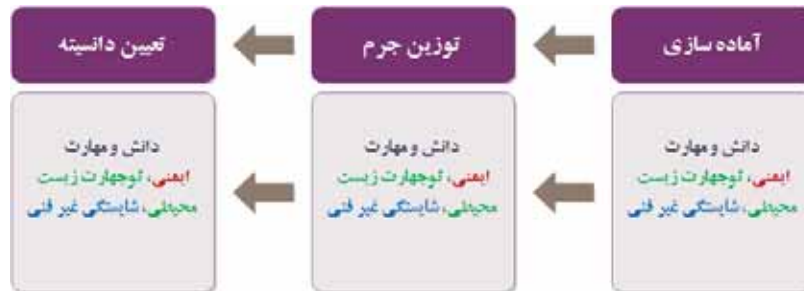 آماده سازی
توزین جرم
تعیین دانسیته
دانش و مهارت
ایمنی، توجهات زیست
محیطی، شایستگی غیر فنی
دانش و مهارت
ایمنی، توجهات زیست
محیطی، شایستگی غیر فنی
دانش و مهارت
ایمنی، توجهات زیست
محیطی، شایستگی غیر فنی